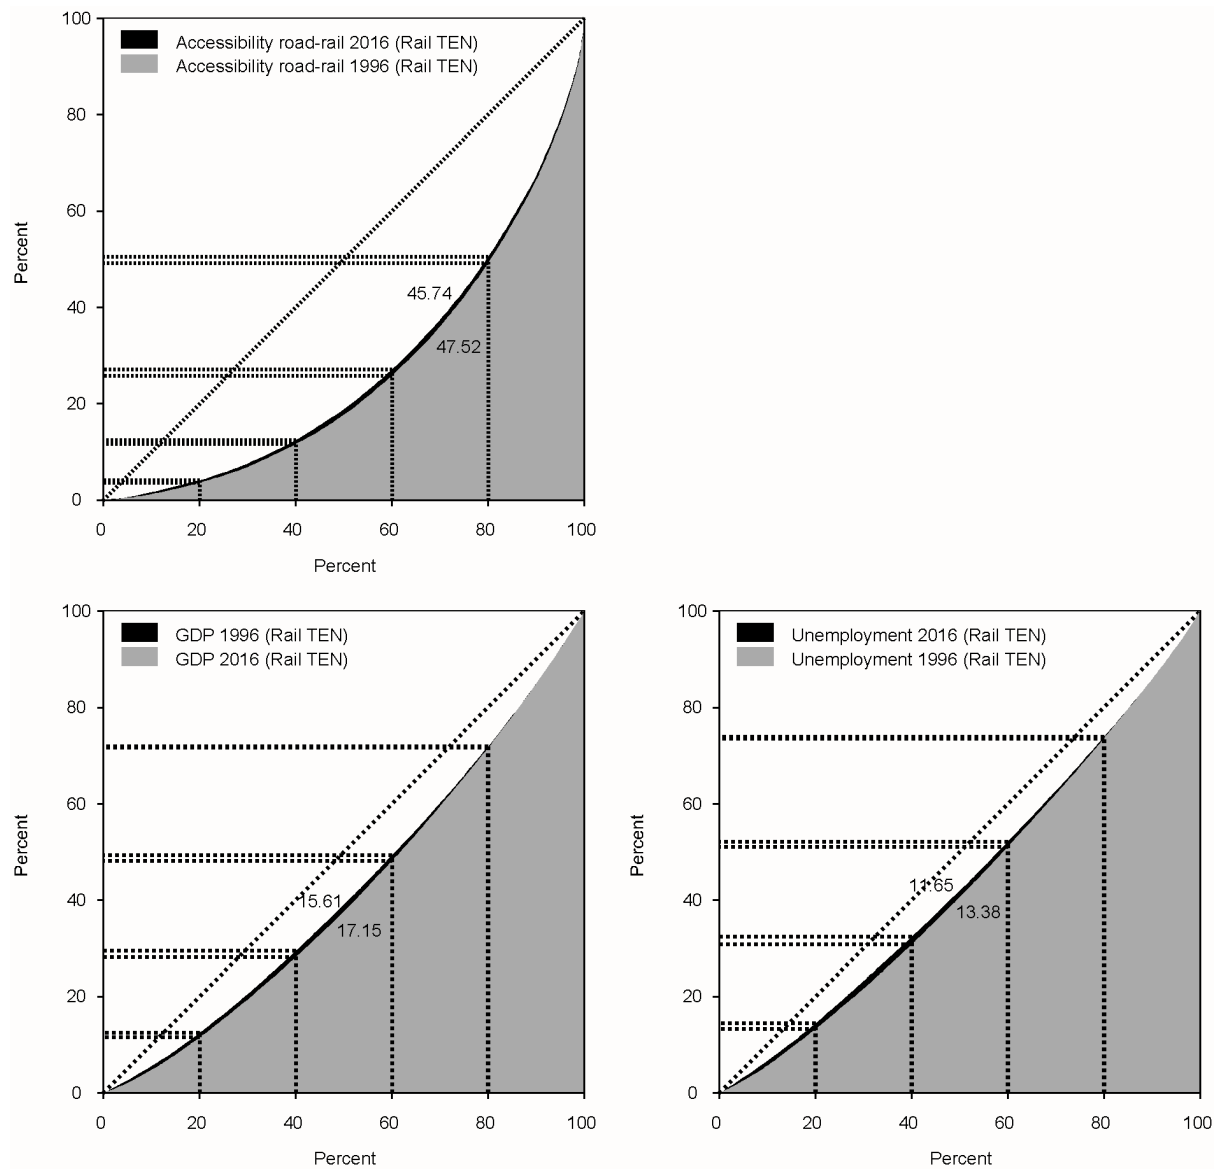 100
Accessibility road-rail 2016 (Rail TEN)
Accessibility road-rail 1996 (Rail TEN)
80
60
Percent
45.74
40
47.52
20
0
0 20 40 60 80 100
Percent
100
GDP 1996 (Rail TEN)
GDP 2016 (Rail TEN)
80
60
Percent
40
15.61
17.15
20
0
0 20 40 60 80 100
Percent
100
Unemployment 2016 (Rail TEN)
Unemployment 1996 (Rail TEN)
80
60
Percent
11.65
40
13.38
20
0
0 20 40 60 80 100
Percent